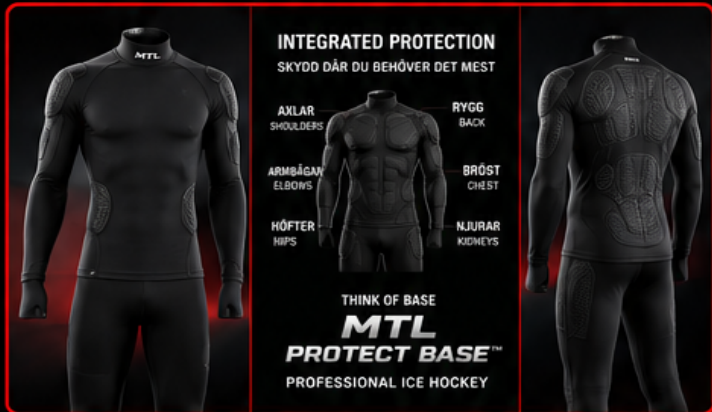 MTL
INTEGRATED PROTECTION
SKYDD DÄR DU BEHÖVER DET MEST
AXLAR
SHOULDERS
RYGG
BACK
ARMBÅGAN
ELBOWS
BRÖST
CHEST
HÖFTER
HIPS
NJURAR
KIDNEYS
THINK OF BASE
MTL
PROTECT BASE™
PROFESSIONAL ICE HOCKEY